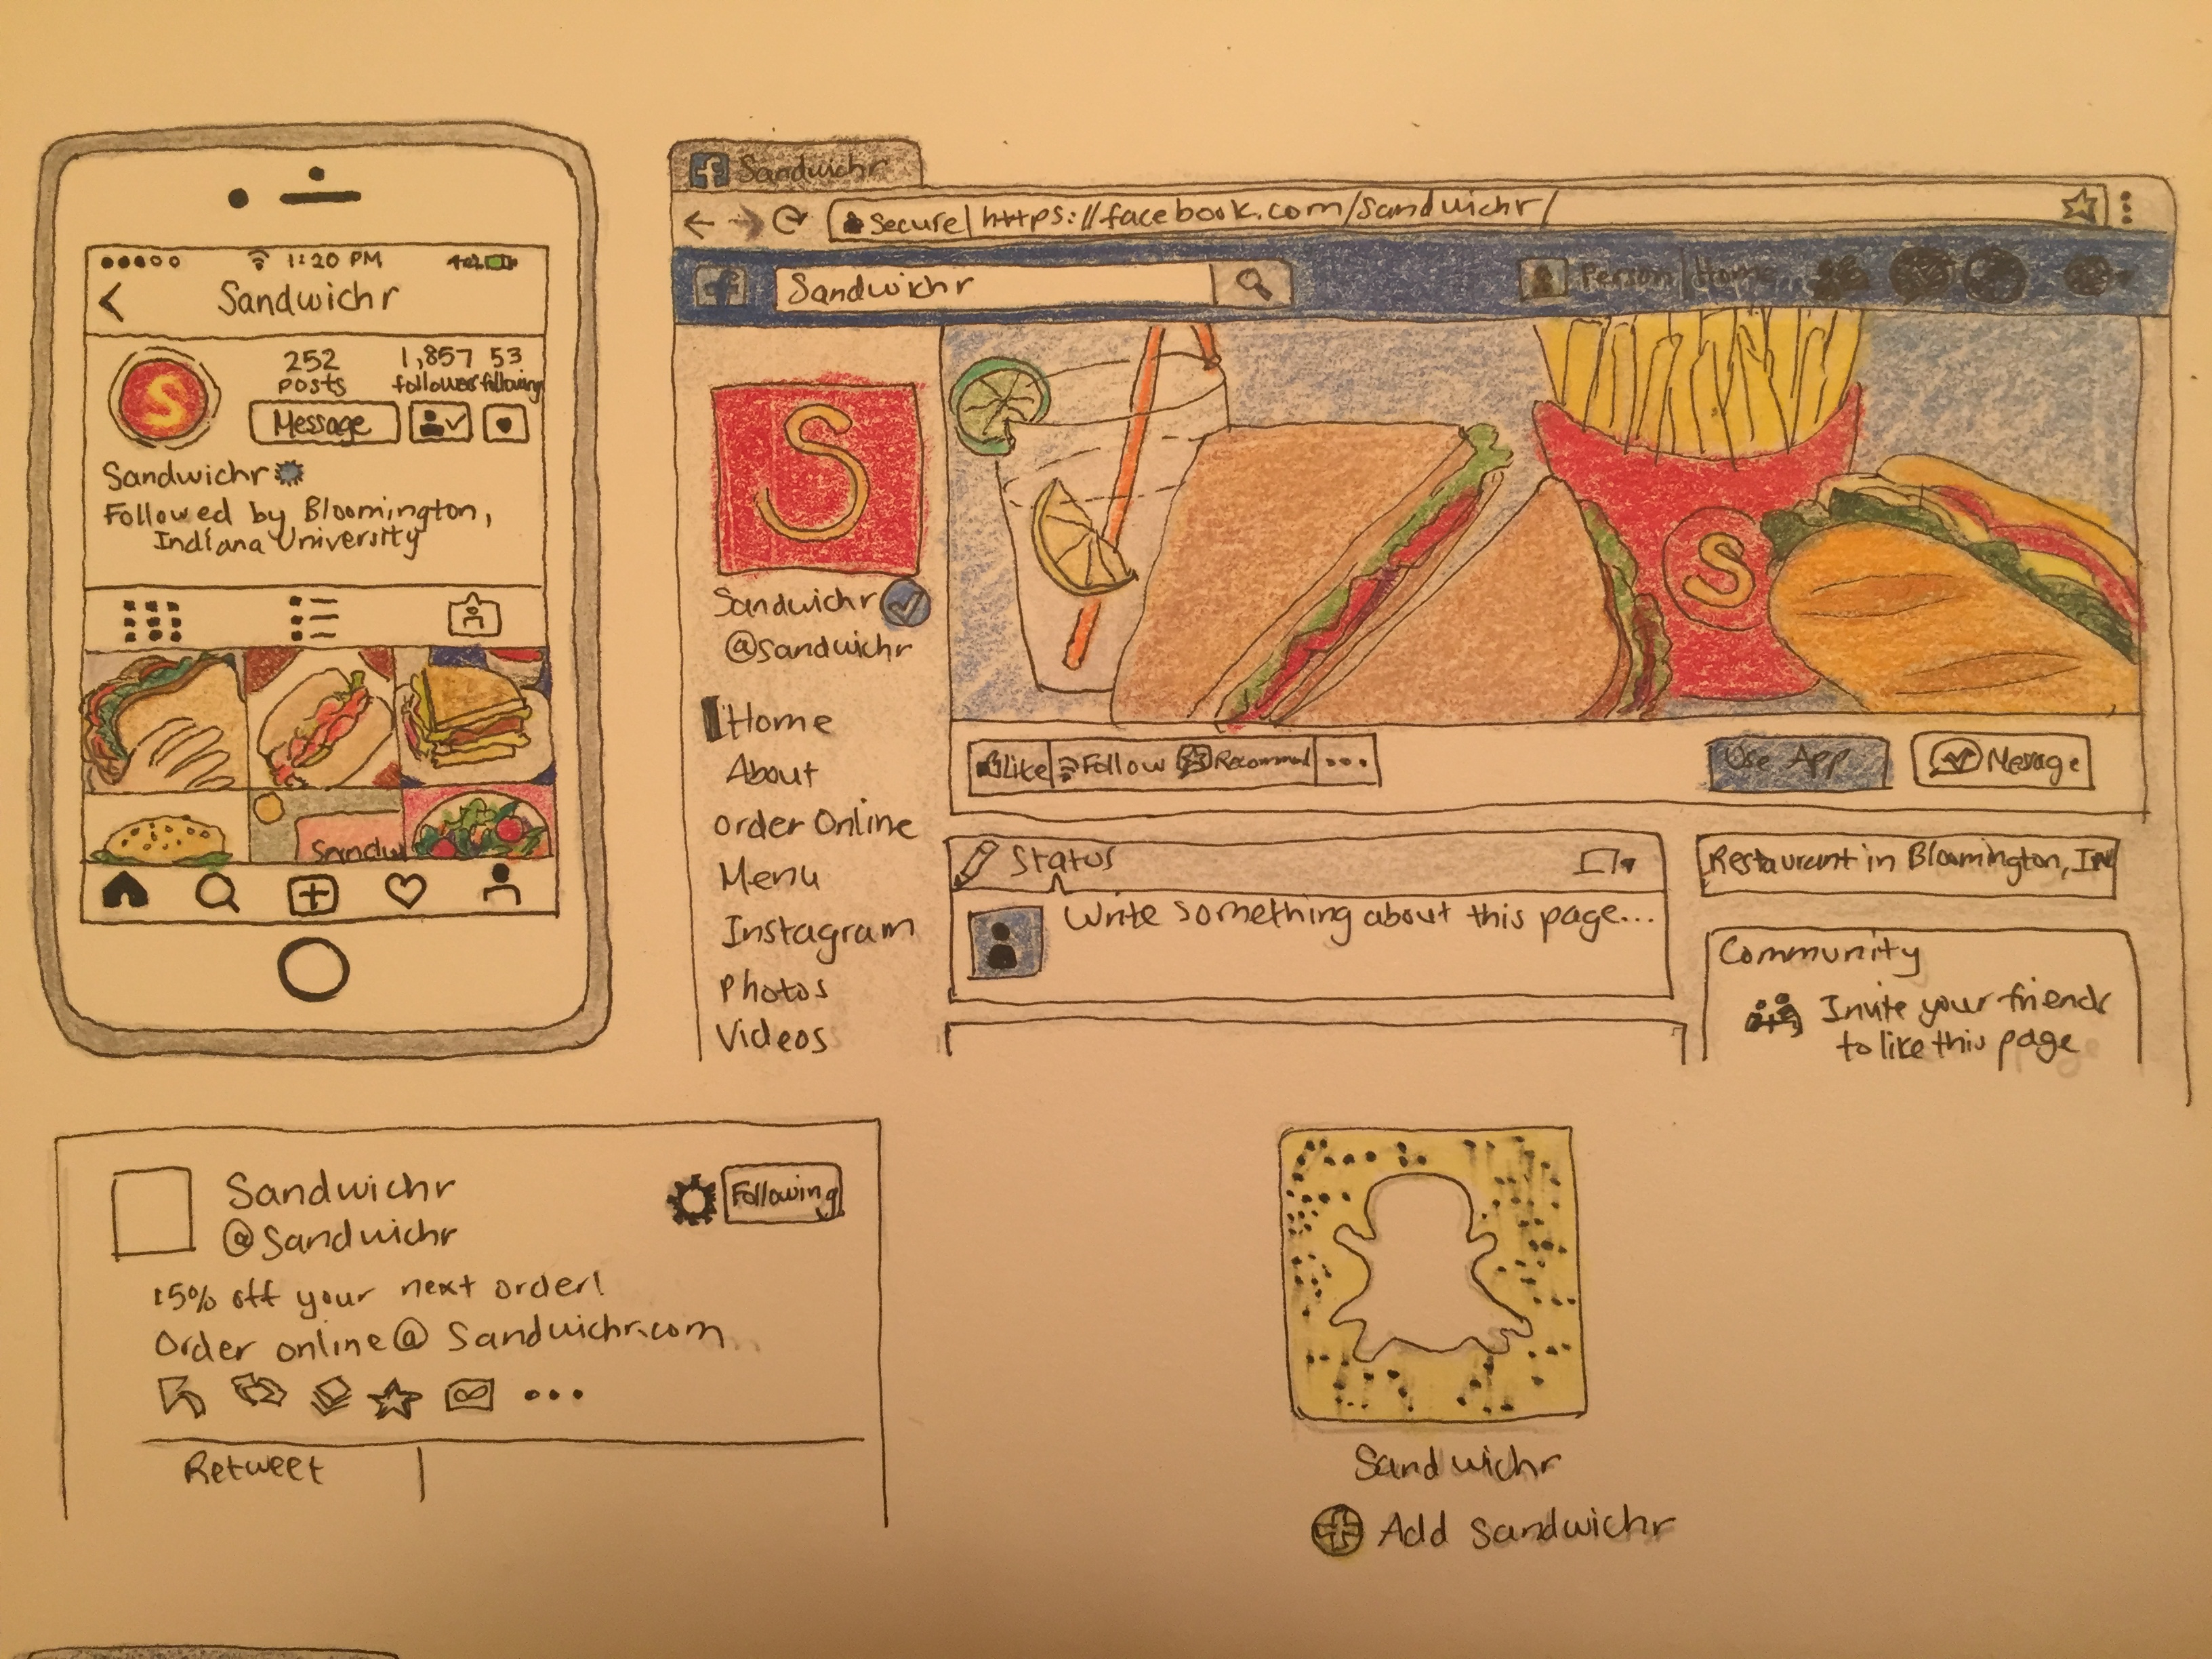 1:20 PM
Sandwichr
252 1,857 53
posts follower following
S
Message
Sandwichr
Followed by Bloomington,
Indiana University
Sandw
f Sandwichr
Secure | https://facebook.com/Sandwichr/
f Sandwichr
Person Home
S
S
Sandwichr
@sandwichr
Home
About
Order Online
Menu
Instagram
Photos
Videos
Like Follow Recommend ...
Use App Message
Status
Write something about this page...
Restaurant in Bloomington, IN
Community
Invite your friends
to like this page
Sandwichr
@Sandwichr
Following
15% off your next order!
Order online@ Sandwichr.com
...
Retweet
Sandwichr
Add Sandwichr